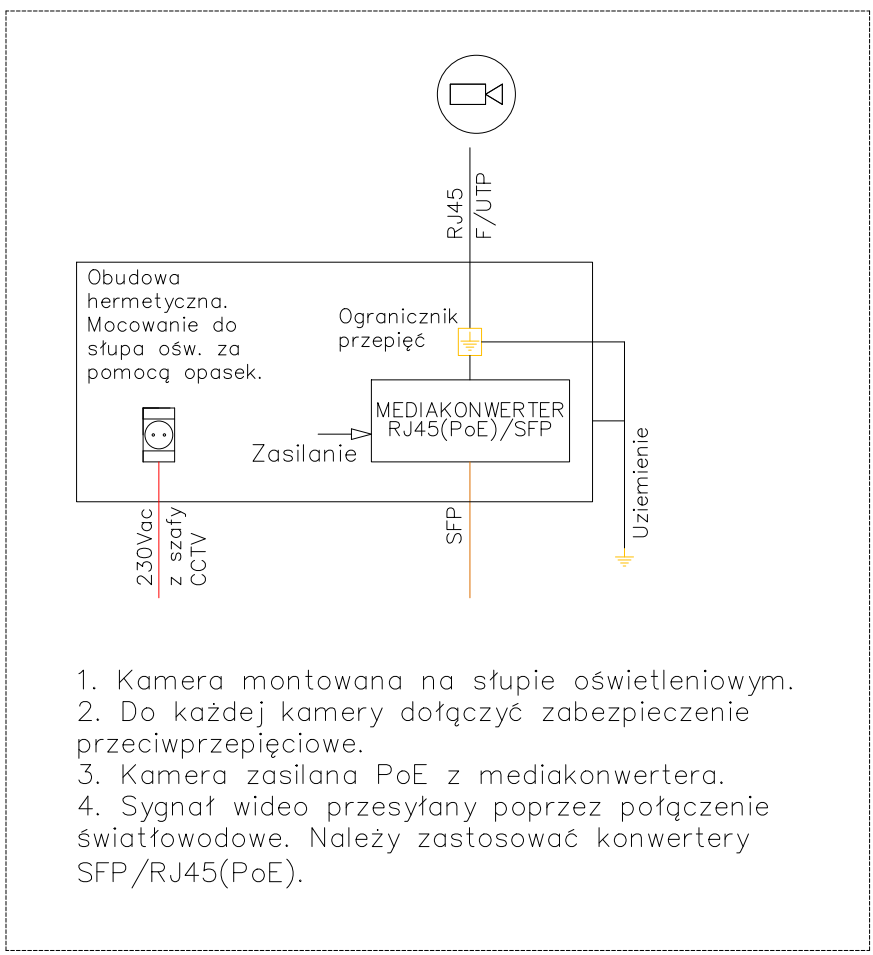 RJ45
F/UTP
Obudowa
hermetyczna.
Mocowanie do
słupa ośw. za
pomocą opasek.
Ogranicznik
przepięć
MEDIAKONWERTER
RJ45(PoE)/SFP
Zasilanie
230Vac
z szafy
CCTV
SFP
Uziemienie
1. Kamera montowana na słupie oświetleniowym.
2. Do każdej kamery dołączyć zabezpieczenie
przeciwprzepięciowe.
3. Kamera zasilana PoE z mediakonwertera.
4. Sygnał wideo przesyłany poprzez połączenie
światłowodowe. Należy zastosować konwertery
SFP/RJ45(PoE).